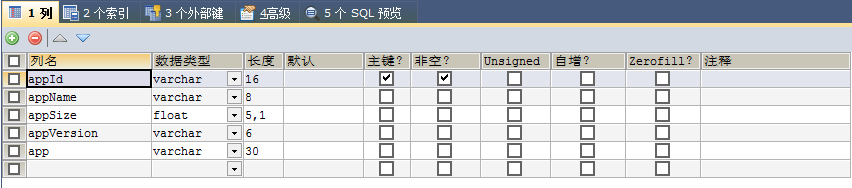 1 列 2 个索引 3 个外部键 4高级 5 个 SQL 预览
列名 数据类型 长度 默认 主键? 非空? Unsigned 自增? Zerofill? 注释
appId varchar 16
appName varchar 8
appSize float 5,1
appVersion varchar 6
app varchar 30